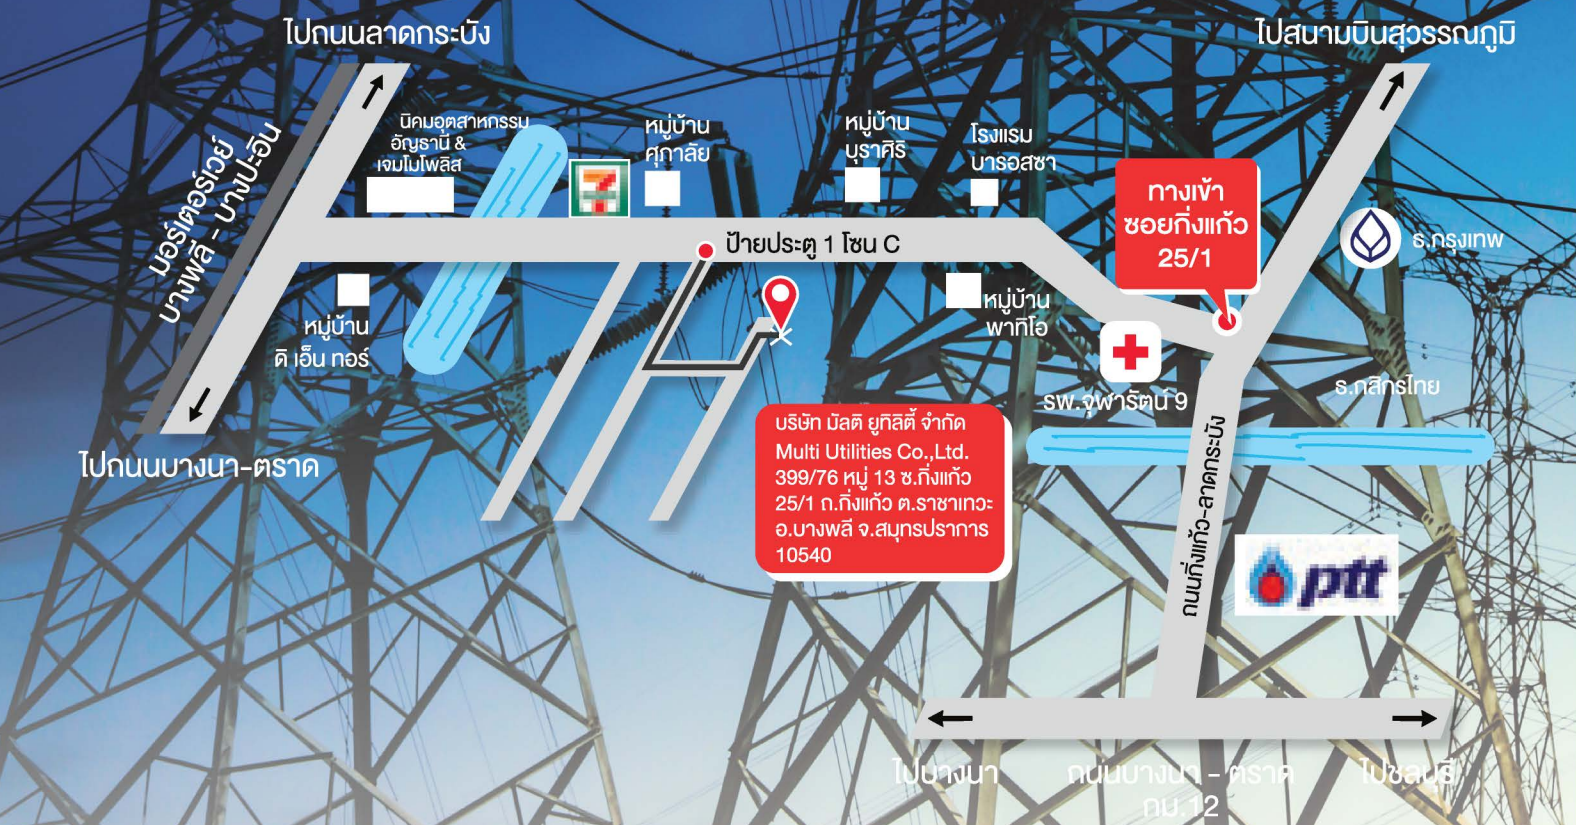 ไปถนนลาดกระบัง
ไปสนามบินสุวรรณภูมิ
มอร์เตอร์เวย์
บางพลี - บางปะอิน
นิคมอุตสาหกรรม
อัญธานี &
เจมโมโพลิส
7
หมู่บ้าน
ศุภาลัย
หมู่บ้าน
บุราศิริ
โรงแรม
บารอสซา
ทางเข้า
ซอยกิ่งแก้ว
25/1
ธ.กรุงเทพ
ป้ายประตู 1 โซน C
หมู่บ้าน
ดิ เอ็น ทอร์
หมู่บ้าน
พาทิโอ
รพ.จุฬารัตน์ 9
ธ.กสิกรไทย
ไปถนนบางนา-ตราด
บริษัท มัลติ ยูทิลิตี้ จำกัด
Multi Utilities Co.,Ltd.
399/76 หมู่ 13 ซ.กิ่งแก้ว
25/1 ถ.กิ่งแก้ว ต.ราชาเทวะ
อ.บางพลี จ.สมุทรปราการ
10540
ถนนกิ่งแก้ว-ลาดกระบัง
ptt
ไปบางนา
ถนนบางนา - ตราด
กม.12
ไปชลบุรี